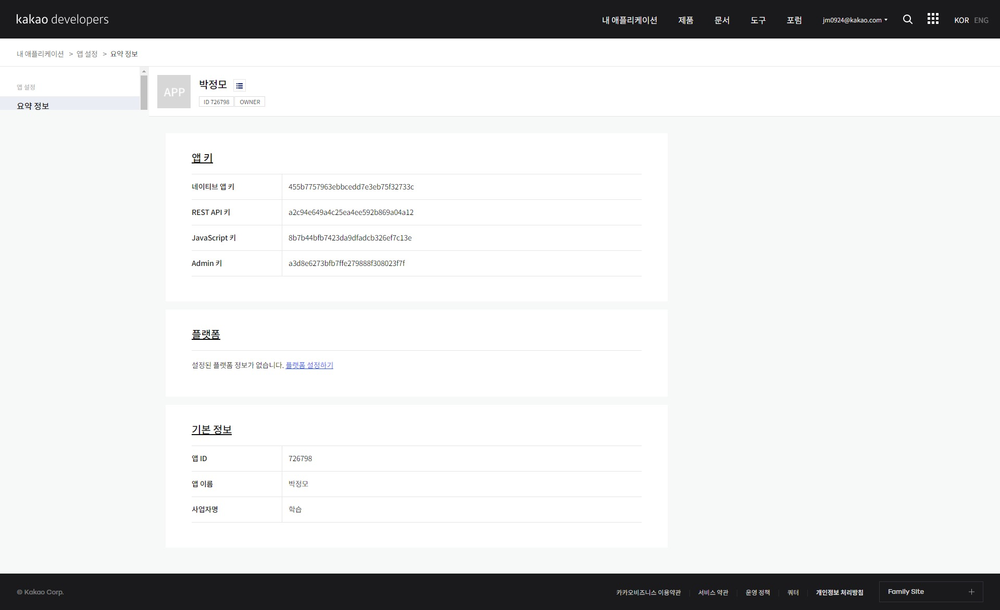 kakao developers
내 애플리케이션 제품 문서 도구 포럼 jm0924@kakao.com KOR ENG
내 애플리케이션 > 앱 설정 > 요약 정보
앱 설정
요약 정보
APP
박정모
ID 726798 OWNER
앱 키
네이티브 앱 키 455b7757963ebbcedd7e3eb75f32733c
REST API 키 a2c94e649a4c25ea4ee592b869a04a12
JavaScript 키 8b7b44bfb7423da9dfadcb326ef7c13e
Admin 키 a3d8e6273bfb7ffe279888f308023f7f
플랫폼
설정된 플랫폼 정보가 없습니다. 플랫폼 설정하기
기본 정보
앱 ID 726798
앱 이름 박정모
사업자명 학습
© Kakao Corp.
카카오비즈니스 이용약관 서비스 약관 운영 정책 쿼터 개인정보 처리방침 Family Site